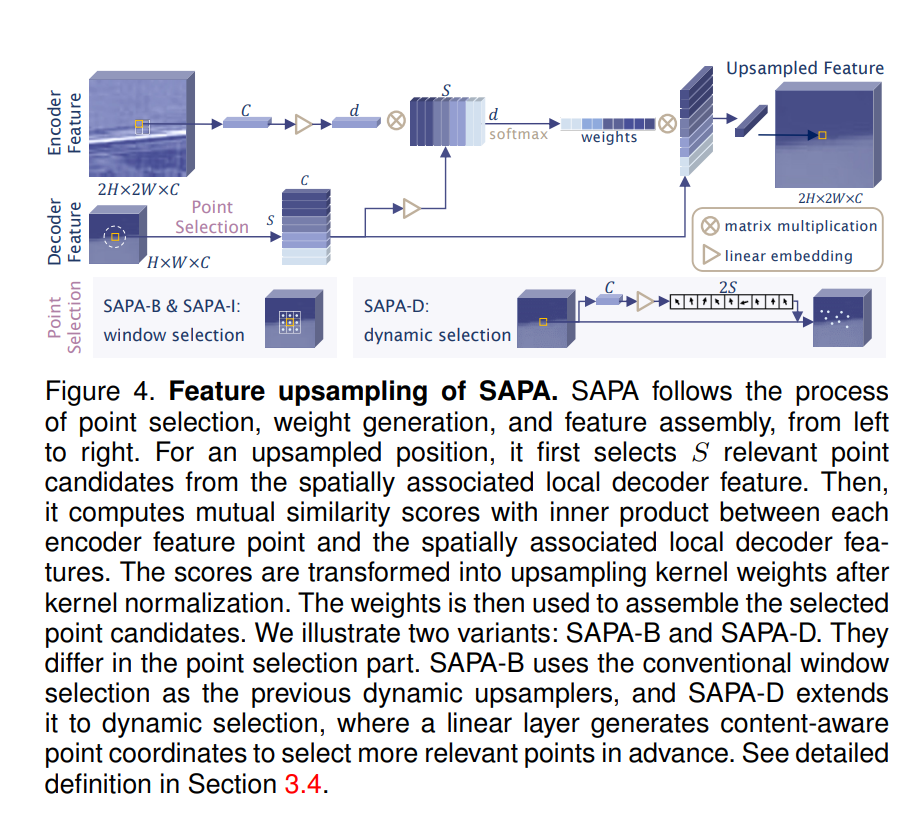 Upsampled Feature
Encoder
Feature
C
d
S
d
softmax
weights
2H×2W×C
2H×2W×C
Decoder
Feature
Point
Selection
S
C
H×W×C
matrix multiplication
linear embedding
Point
Selection
SAPA-B & SAPA-I:
window selection
SAPA-D:
dynamic selection
C
2S
Figure 4. Feature upsampling of SAPA. SAPA follows the process
of point selection, weight generation, and feature assembly, from left
to right. For an upsampled position, it first selects S relevant point
candidates from the spatially associated local decoder feature. Then,
it computes mutual similarity scores with inner product between each
encoder feature point and the spatially associated local decoder fea-
tures. The scores are transformed into upsampling kernel weights after
kernel normalization. The weights is then used to assemble the selected
point candidates. We illustrate two variants: SAPA-B and SAPA-D. They
differ in the point selection part. SAPA-B uses the conventional window
selection as the previous dynamic upsamplers, and SAPA-D extends
it to dynamic selection, where a linear layer generates content-aware
point coordinates to select more relevant points in advance. See detailed
definition in Section 3.4.